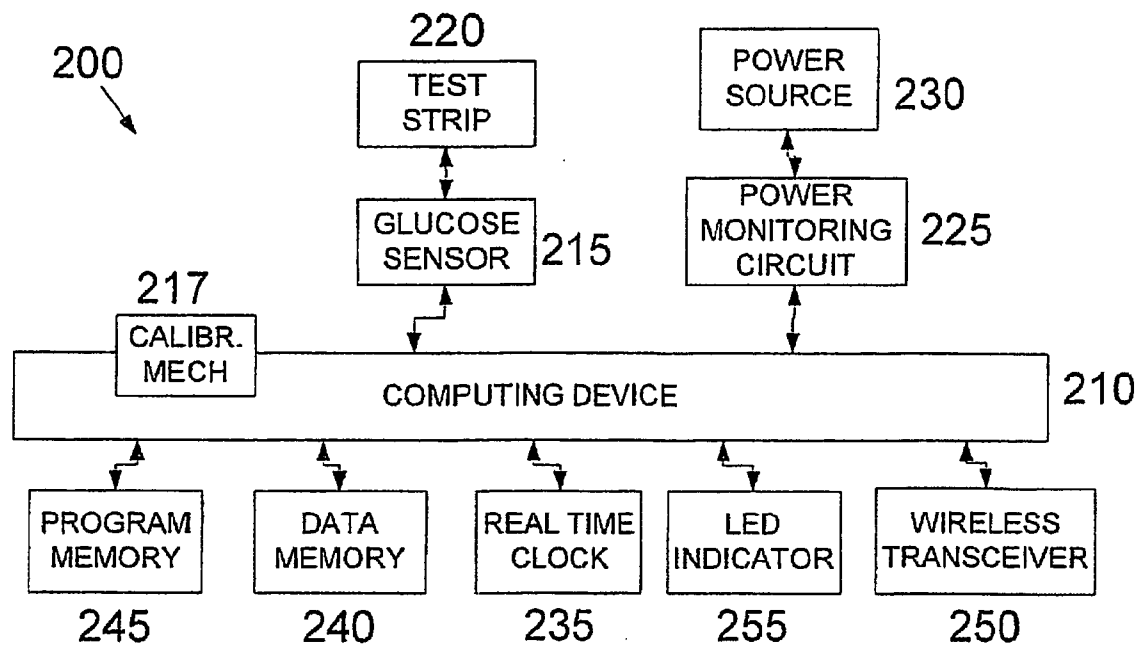 220
200
TEST
STRIP
POWER
SOURCE
230
GLUCOSE
SENSOR
215
POWER
MONITORING
CIRCUIT
225
217
CALIBR.
MECH
COMPUTING DEVICE
210
PROGRAM
MEMORY
DATA
MEMORY
REAL TIME
CLOCK
LED
INDICATOR
WIRELESS
TRANSCEIVER
245
240
235
255
250